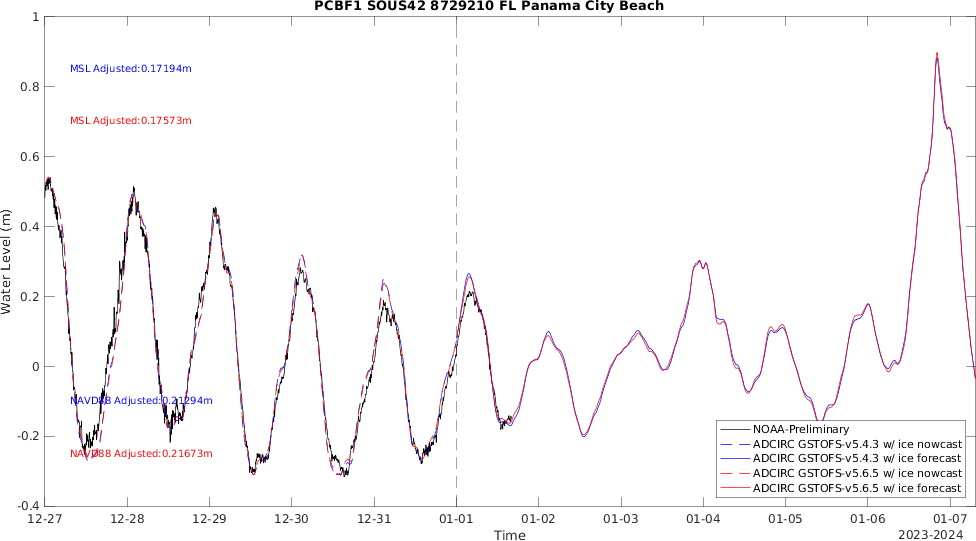 PCBF1 SOUS42 8729210 FL Panama City Beach
1
0.8
0.6
0.4
0.2
0
-0.2
-0.4
Water Level (m)
MSL Adjusted:0.17194m
MSL Adjusted:0.17573m
NAVD88 Adjusted:0.21294m
NAVD88 Adjusted:0.21673m
NOAA-Preliminary
ADCIRC GSTOFS-v5.4.3 w/ ice nowcast
ADCIRC GSTOFS-v5.4.3 w/ ice forecast
ADCIRC GSTOFS-v5.6.5 w/ ice nowcast
ADCIRC GSTOFS-v5.6.5 w/ ice forecast
12-27 12-28 12-29 12-30 12-31 01-01 01-02 01-03 01-04 01-05 01-06 01-07
Time
2023-2024